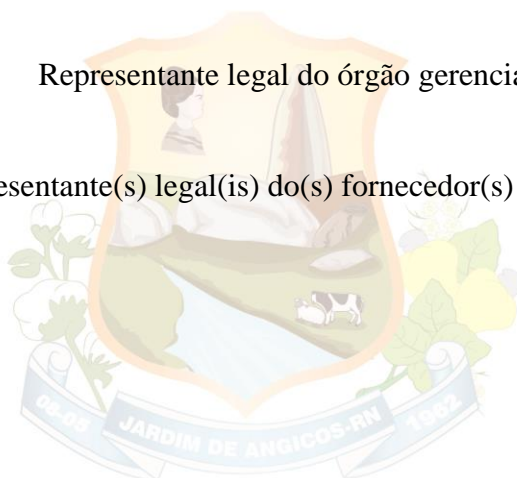 Representante legal do órgão gerencia
esentante(s) legal(is) do(s) fornecedor(s)
08-05 JARDIM DE ANGICOS-RN 1962